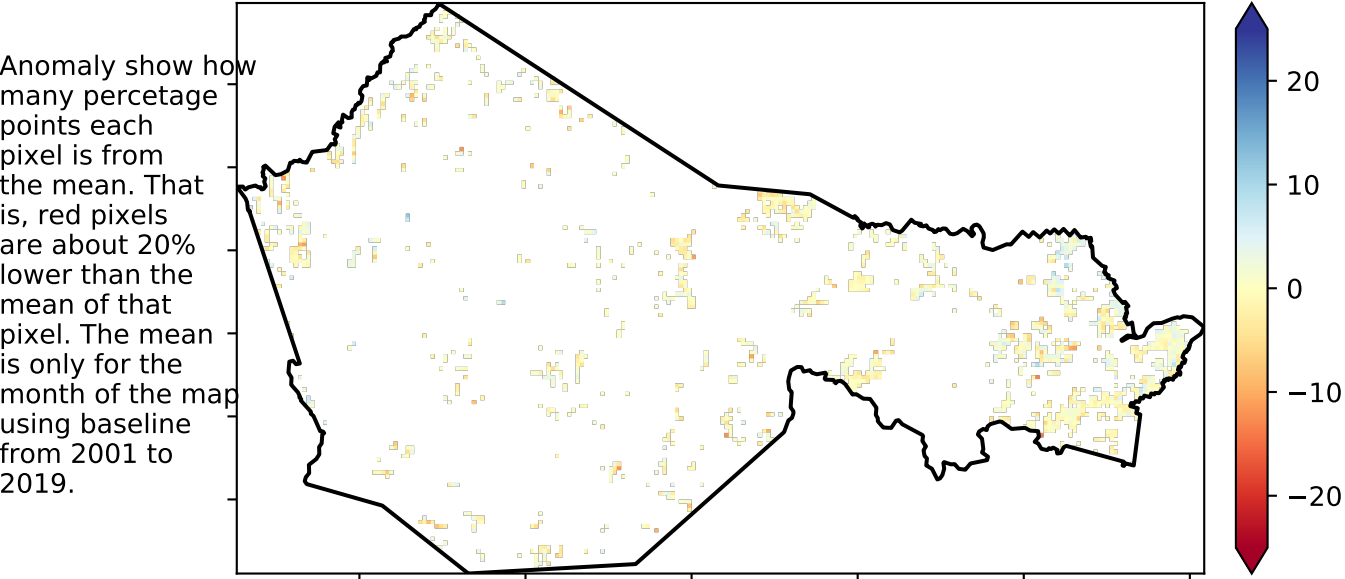 Anomaly show how
many percetage
points each
pixel is from
the mean. That
is, red pixels
are about 20%
lower than the
mean of that
pixel. The mean
is only for the
month of the map
using baseline
from 2001 to
2019.
20
10
0
−10
−20